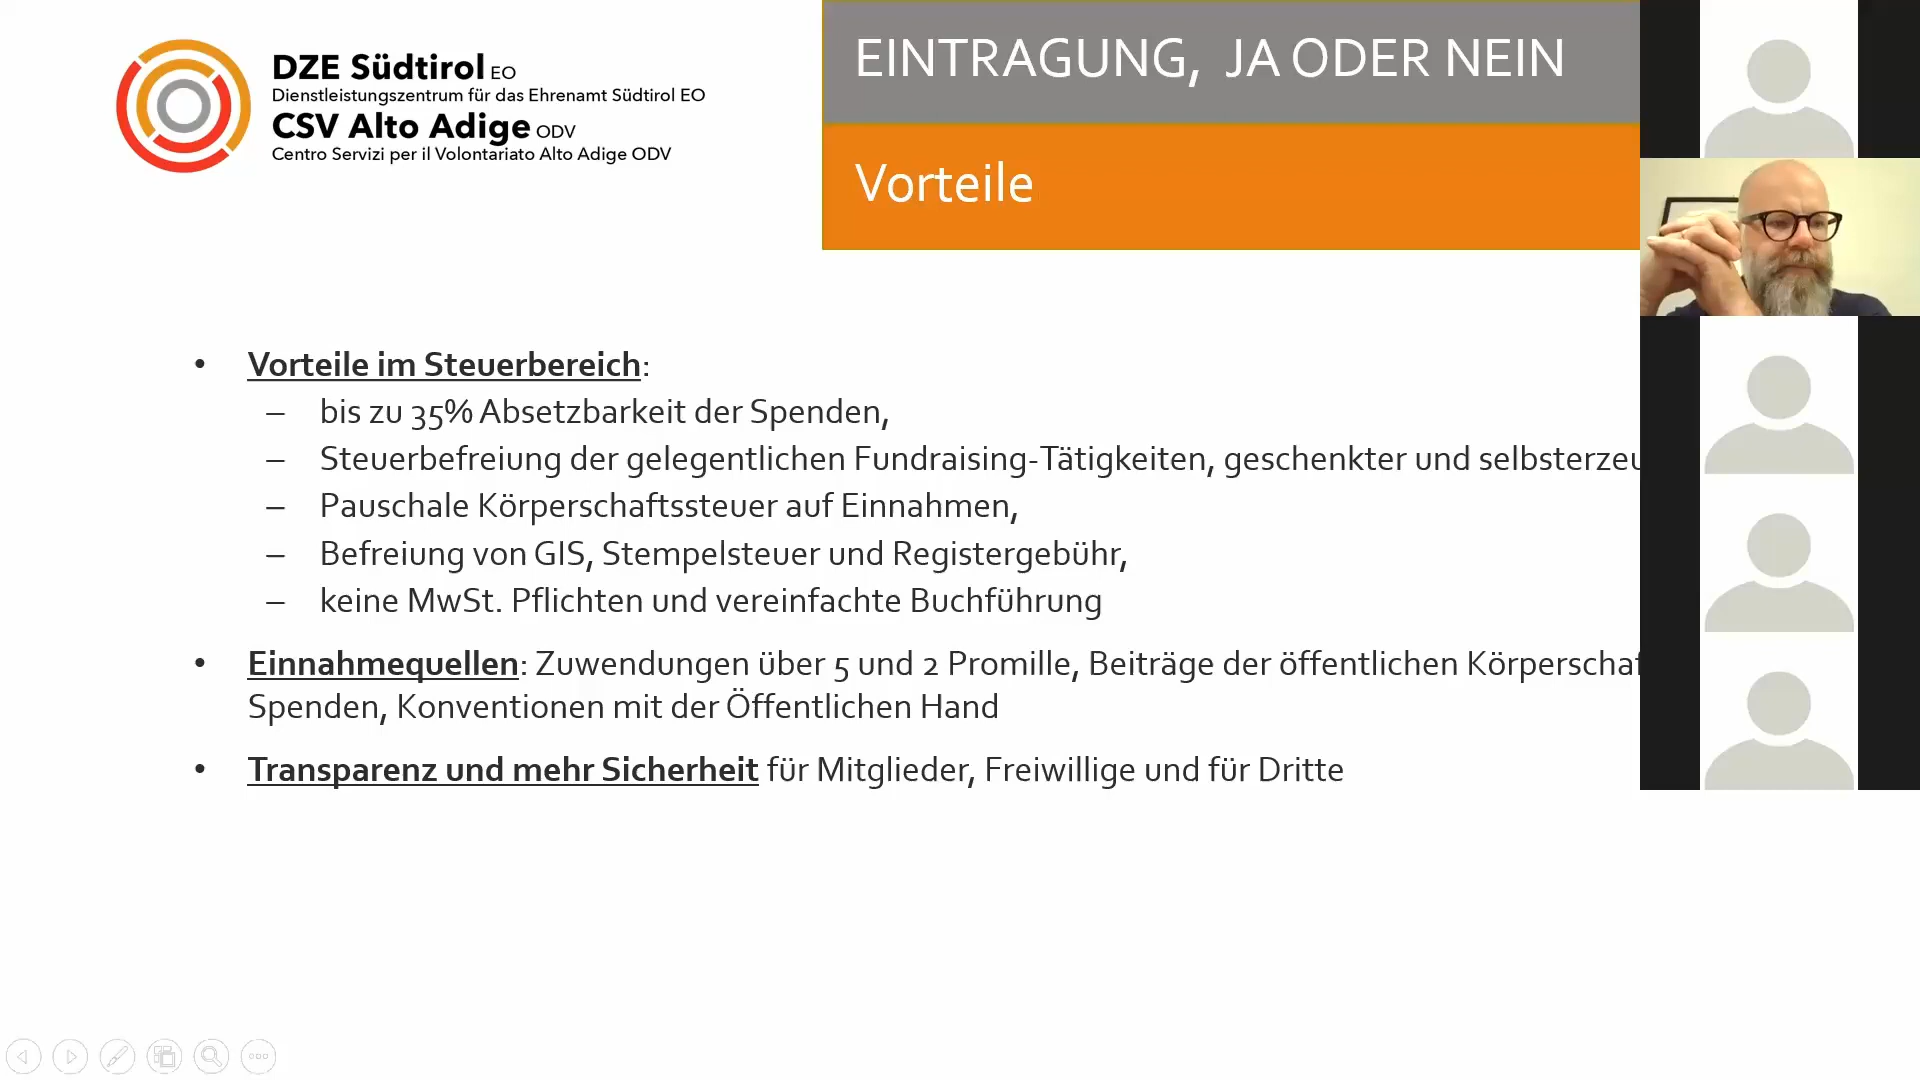 DZE Südtirol EO
Dienstleistungszentrum für das Ehrenamt Südtirol EO
CSV Alto Adige ODV
Centro Servizi per il Volontariato Alto Adige ODV
EINTRAGUNG, JA ODER NEIN
Vorteile
• Vorteile im Steuerbereich:
– bis zu 35% Absetzbarkeit der Spenden,
– Steuerbefreiung der gelegentlichen Fundraising-Tätigkeiten, geschenkter und
– Pauschale Körperschaftssteuer auf Einnahmen,
– Befreiung von GIS, Stempelsteuer und Registergebühr,
– keine MwSt. Pflichten und vereinfachte Buchführung
• Einnahmequellen: Zuwendungen über 5 und 2 Promille, Beiträge der öffentlichen
Spenden, Konventionen mit der Öffentlichen Hand
• Transparenz und mehr Sicherheit für Mitglieder, Freiwillige und für Dritte